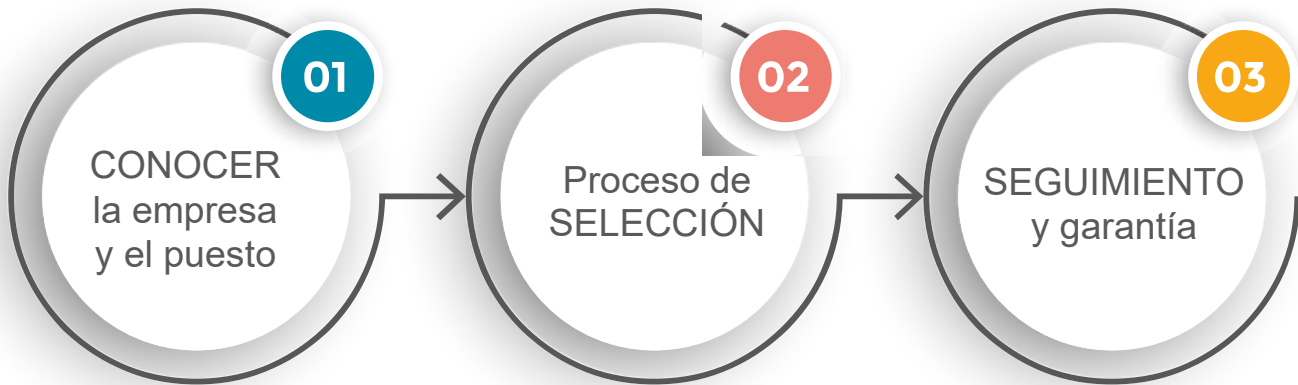 01
CONOCER
la empresa
y el puesto
02
Proceso de
SELECCIÓN
03
SEGUIMIENTO
y garantía